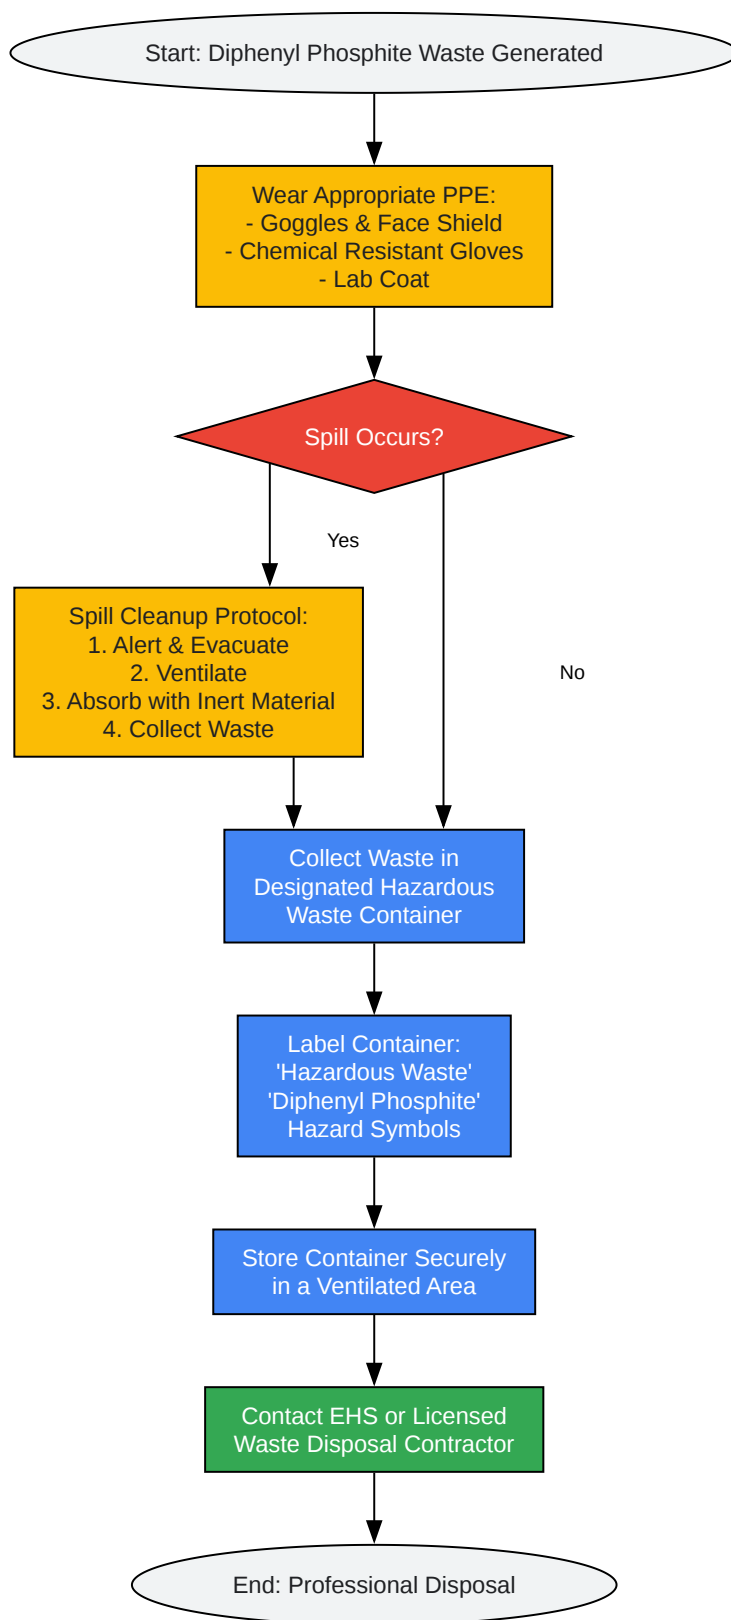 Start: Diphenyl Phosphite Waste Generated
Wear Appropriate PPE:
- Goggles & Face Shield
- Chemical Resistant Gloves
- Lab Coat
Spill Occurs?
Yes
Spill Cleanup Protocol:
1. Alert & Evacuate
2. Ventilate
3. Absorb with Inert Material
4. Collect Waste
No
Collect Waste in
Designated Hazardous
Waste Container
Label Container:
'Hazardous Waste'
'Diphenyl Phosphite'
Hazard Symbols
Store Container Securely
in a Ventilated Area
Contact EHS or Licensed
Waste Disposal Contractor
End: Professional Disposal